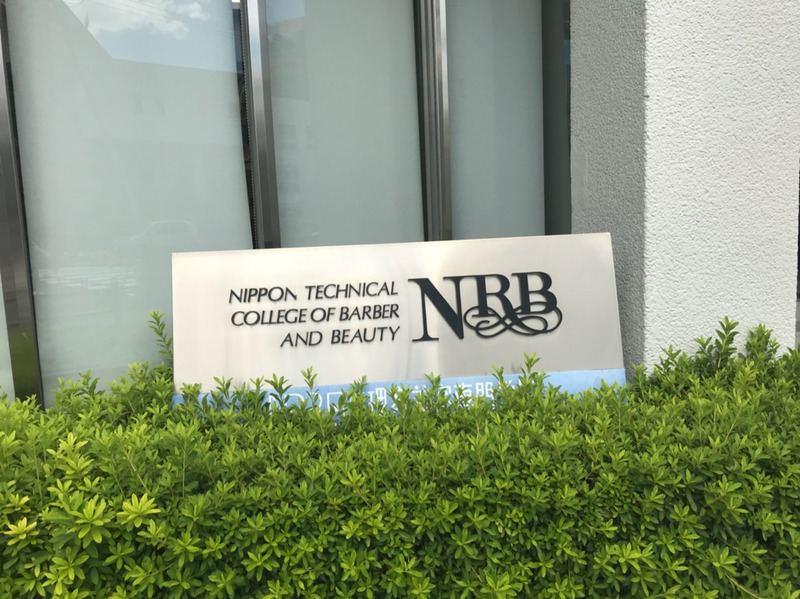 NIPPON TECHNICAL
COLLEGE OF BARBER
AND BEAUTY
NRB